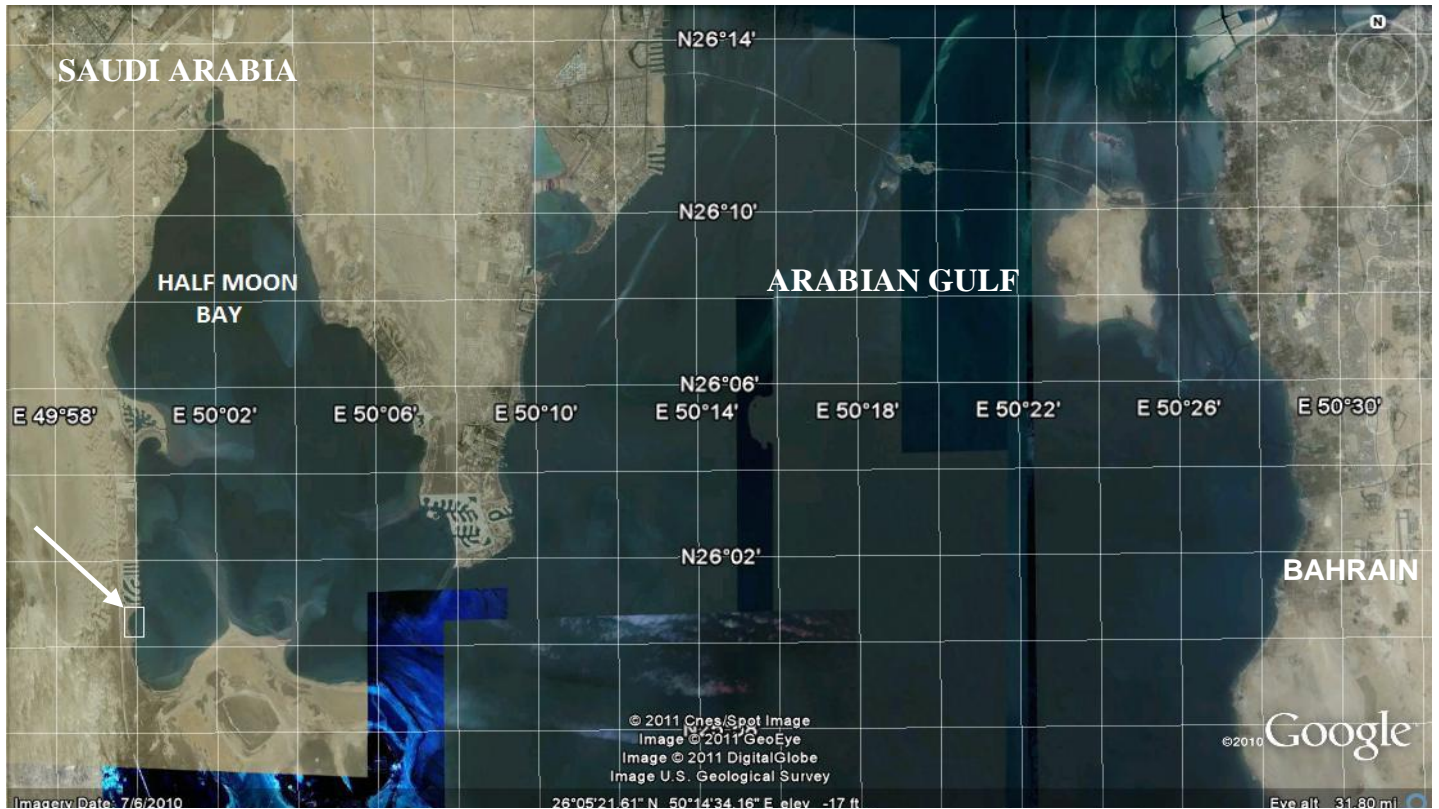 N
N26°14'
SAUDI ARABIA
N26°10'
HALF MOON
BAY
ARABIAN GULF
N26°06'
E 49°58'
E 50°02'
E 50°06'
E 50°10'
E 50°14'
E 50°18'
E 50°22'
E 50°26'
E 50°30'
N26°02'
BAHRAIN
© 2011 Cnes/Spot Image
Image © 2011 GeoEye
Image © 2011 DigitalGlobe
Image U.S. Geological Survey
©2010 Google
Imagery Date: 7/6/2010
26°05'21.61" N 50°14'34.16" E elev -17 ft
Eye alt 31.80 mi